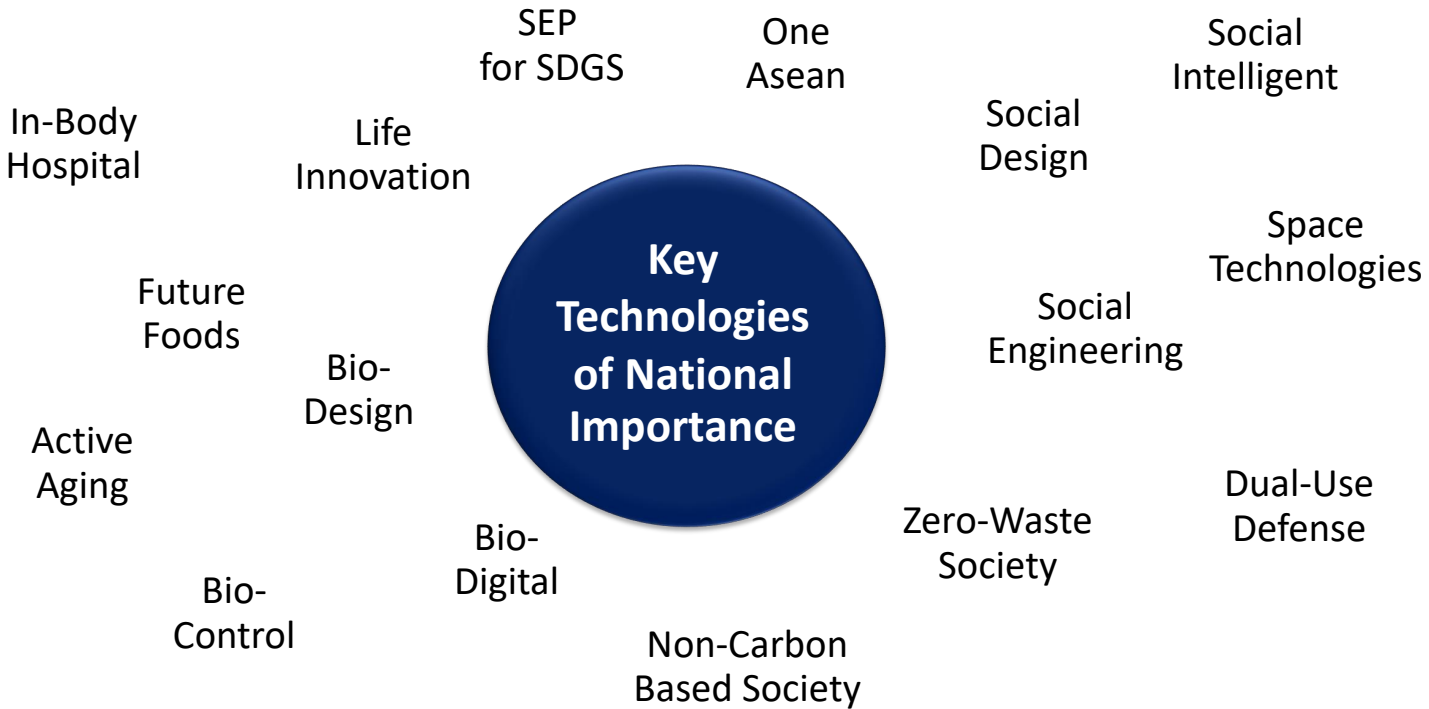 SEP
for SDGS
One
Asean
Social
Intelligent
In-Body
Hospital
Life
Innovation
Social
Design
Key
Technologies
of National
Importance
Space
Technologies
Future
Foods
Social
Engineering
Bio-
Design
Active
Aging
Dual-Use
Defense
Zero-Waste
Society
Bio-
Digital
Bio-
Control
Non-Carbon
Based Society